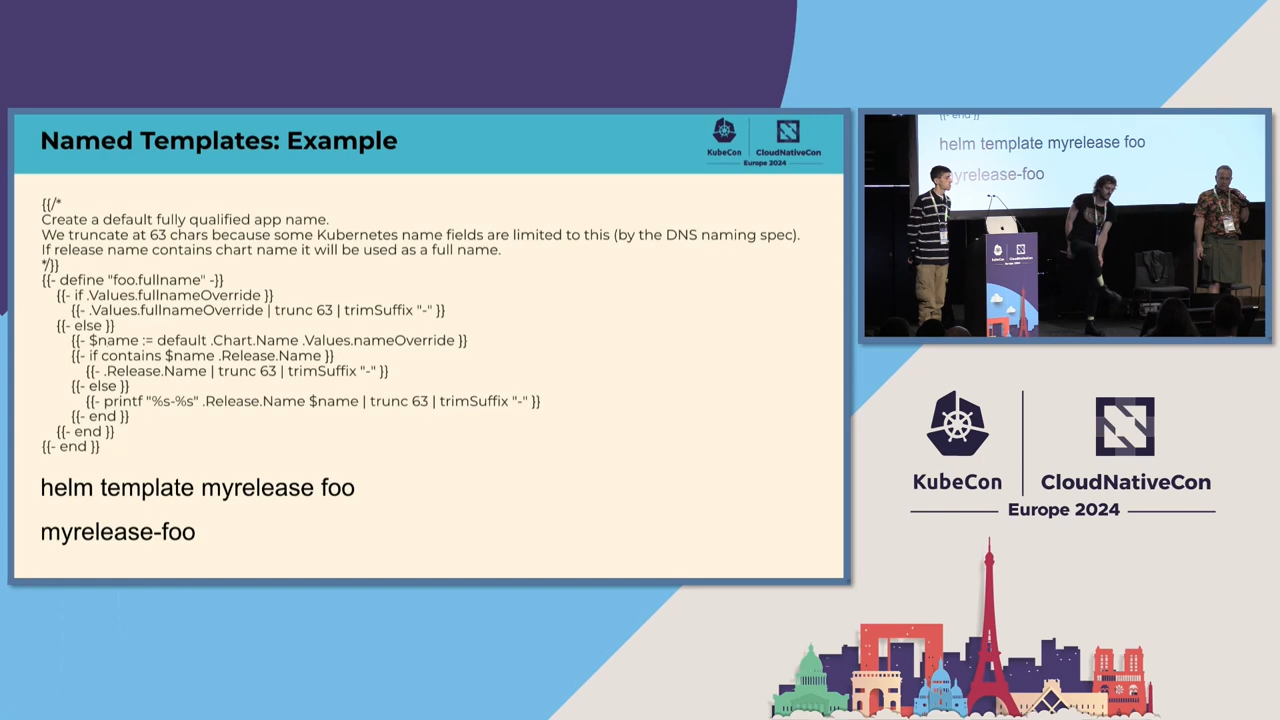 Named Templates: Example
KubeCon
CloudNativeCon
Europe 2024
{{/*
Create a default fully qualified app name.
We truncate at 63 chars because some Kubernetes name fields are limited to this (by the DNS naming spec).
If release name contains chart name it will be used as a full name.
*/}}
{{- define "foo.fullname" -}}
{{- if .Values.fullnameOverride }}
{{- .Values.fullnameOverride | trunc 63 | trimSuffix "-" }}
{{- else }}
{{- $name := default .Chart.Name .Values.nameOverride }}
{{- if contains $name .Release.Name }}
{{- .Release.Name | trunc 63 | trimSuffix "-" }}
{{- else }}
{{- printf "%s-%s" .Release.Name $name | trunc 63 | trimSuffix "-" }}
{{- end }}
{{- end }}
{{- end }}
helm template myrelease foo
myrelease-foo
{{- end }}
helm template myrelease foo
yrelease-foo
KubeCon
CloudNativeCon
Europe 2024